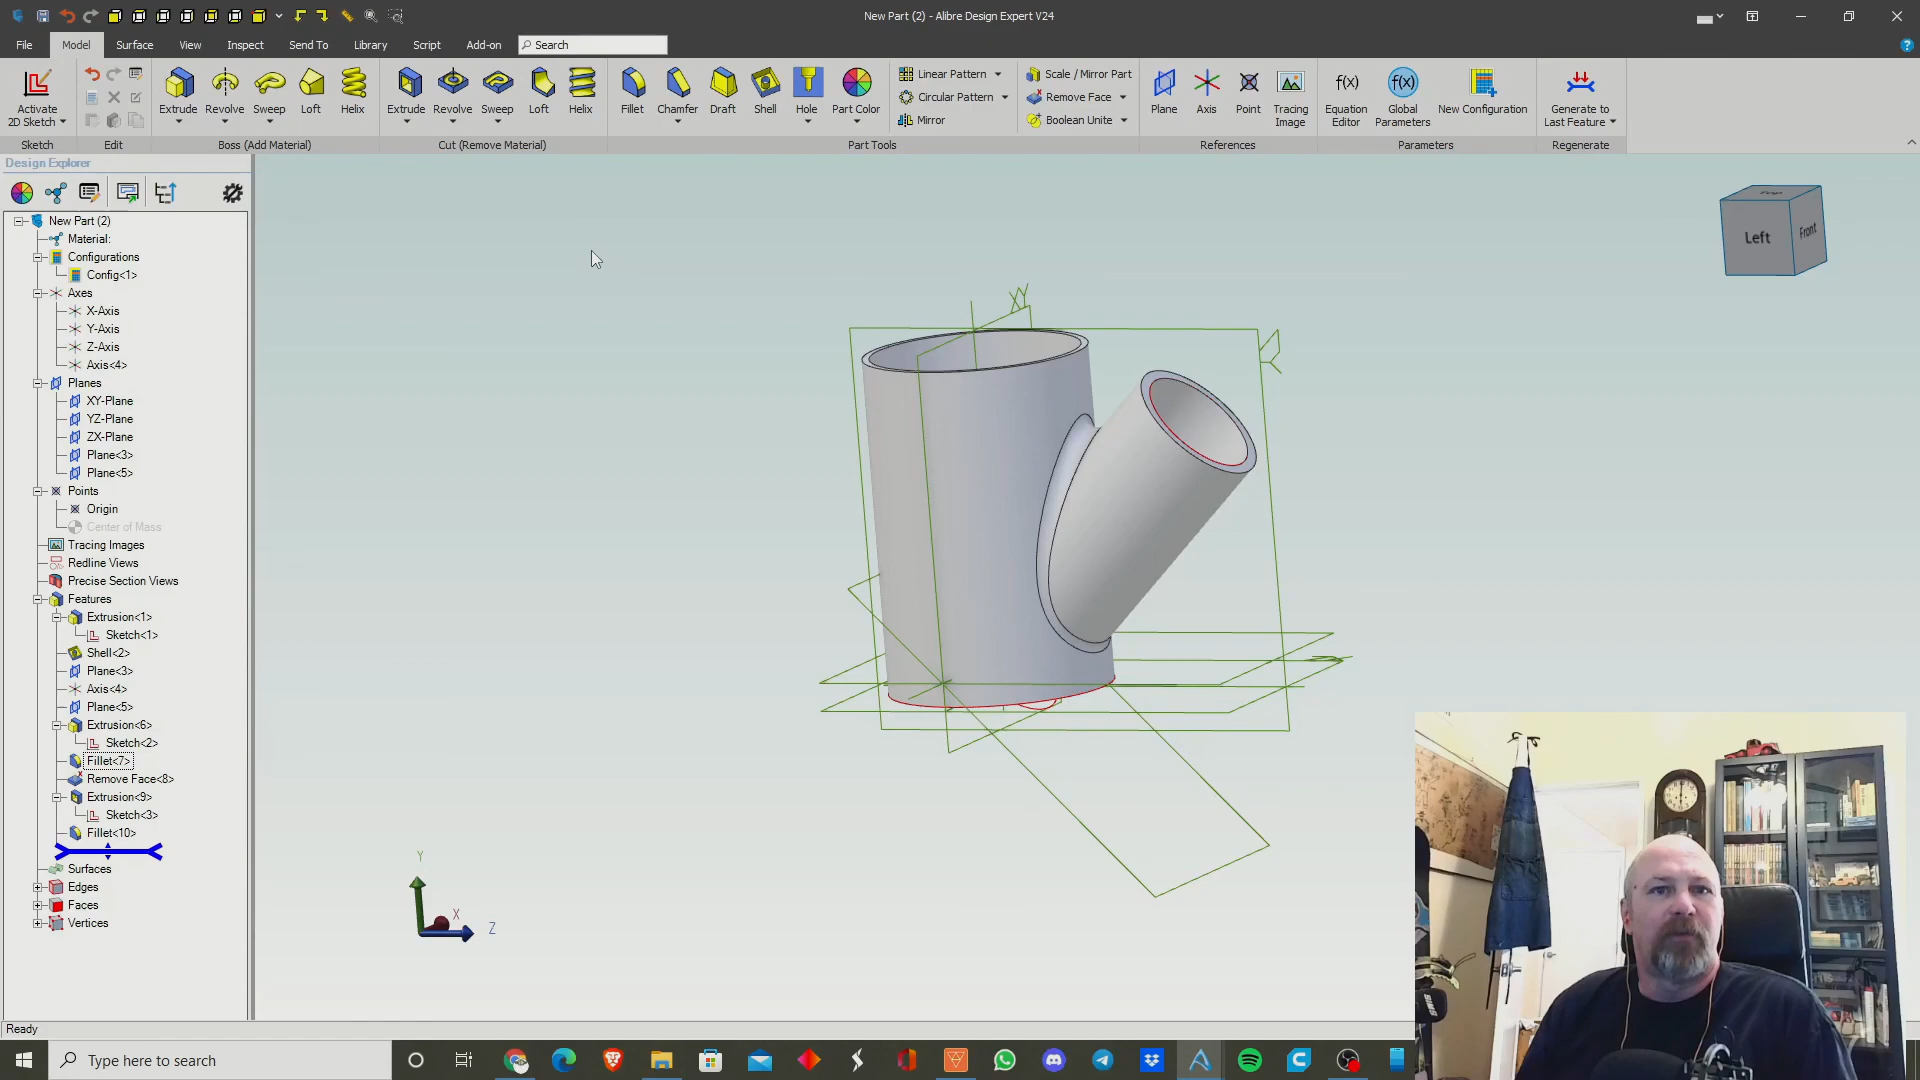 New Part (2) - Alibre Design Expert V24
File
Model
Surface
View
Inspect
Send To
Library
Script
Add-on
Search
Activate
2D Sketch
Extrude
Revolve
Sweep
Loft
Helix
Extrude
Revolve
Sweep
Loft
Helix
Fillet
Chamfer
Draft
Shell
Hole
Part Color
Linear Pattern
Circular Pattern
Mirror
Scale / Mirror Part
Remove Face
Boolean Unite
Plane
Axis
Point
Tracing
Image
f(x)
Equation
Editor
f(x)
Global
Parameters
New Configuration
Generate to
Last Feature
Sketch
Edit
Boss (Add Material)
Cut (Remove Material)
Part Tools
References
Parameters
Regenerate
Design Explorer
New Part (2)
Material:
Configurations
Config<1>
Axes
X-Axis
Y-Axis
Z-Axis
Axis<4>
Planes
XY-Plane
YZ-Plane
ZX-Plane
Plane<3>
Plane<5>
Points
Origin
Center of Mass
Tracing Images
Redline Views
Precise Section Views
Features
Extrusion<1>
Sketch<1>
Shell<2>
Plane<3>
Axis<4>
Plane<5>
Extrusion<6>
Sketch<2>
Fillet<7>
Remove Face<8>
Extrusion<9>
Sketch<3>
Fillet<10>
Surfaces
Edges
Faces
Vertices
XY
Top
Left
Front
Y
X
Z
Ready
Type here to search